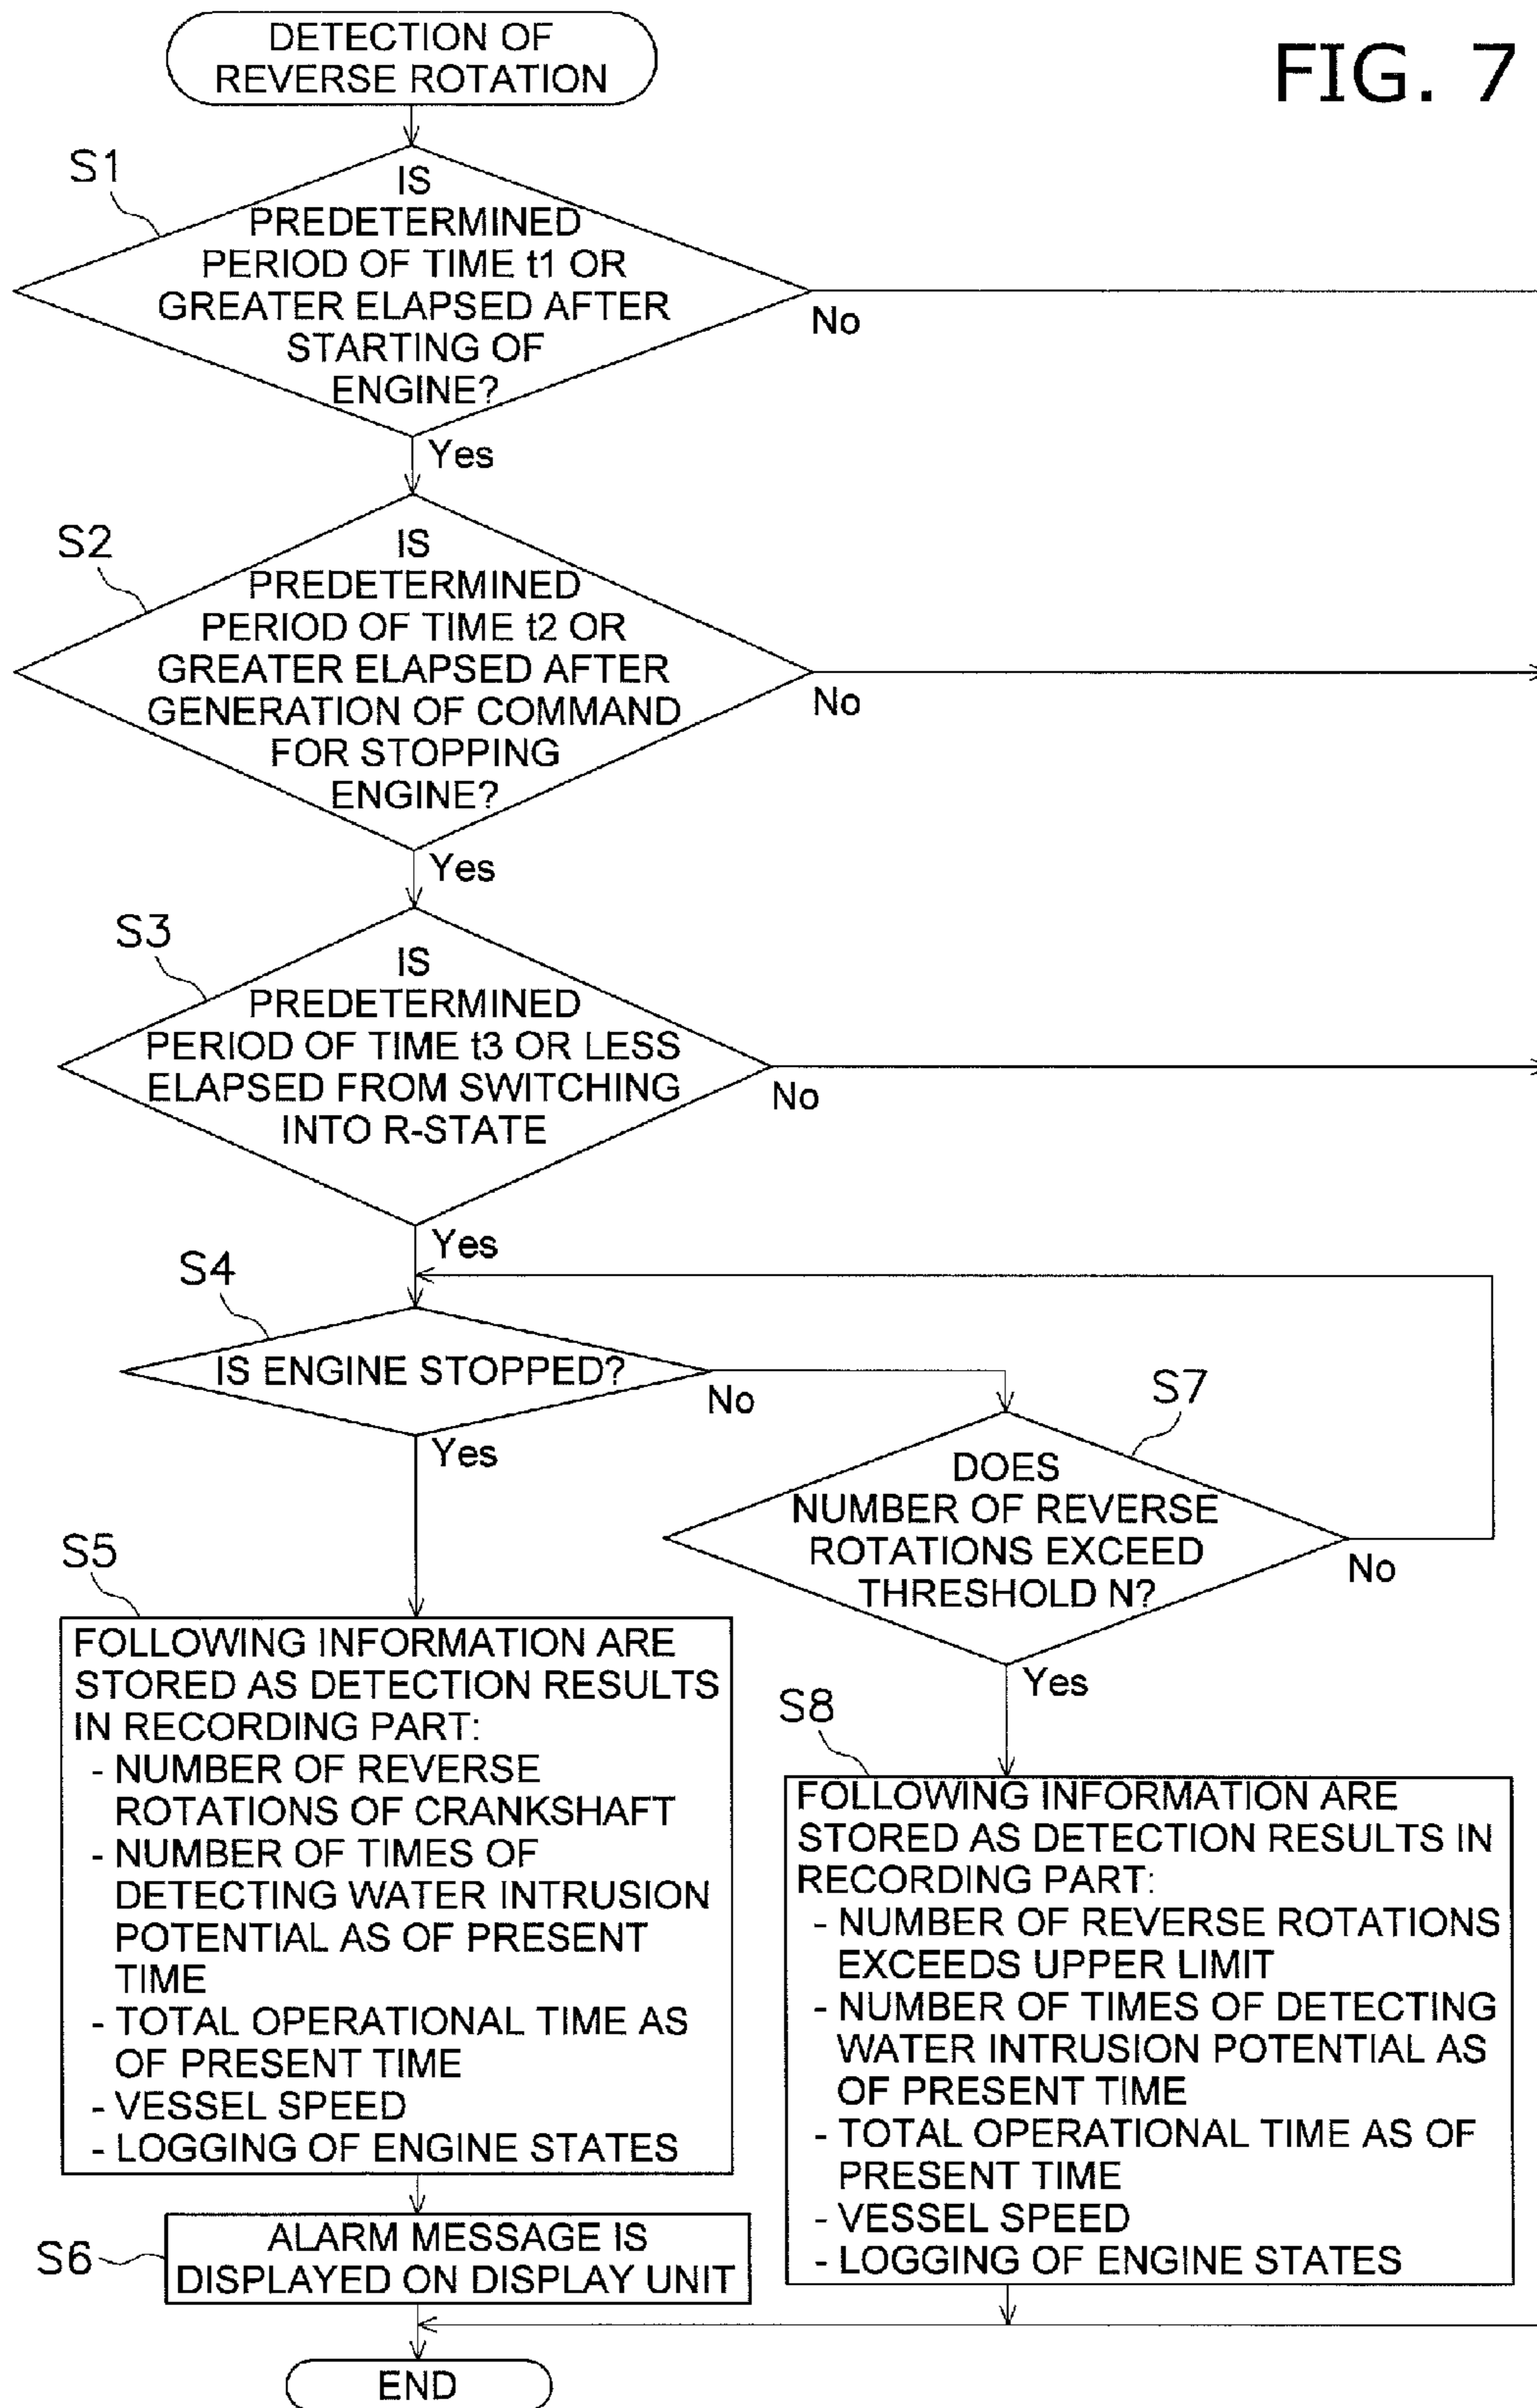 FIG. 7
DETECTION OF
REVERSE ROTATION
S1
IS
PREDETERMINED
PERIOD OF TIME t1 OR
GREATER ELAPSED AFTER
STARTING OF
ENGINE?
No
Yes
S2
IS
PREDETERMINED
PERIOD OF TIME t2 OR
GREATER ELAPSED AFTER
GENERATION OF COMMAND
FOR STOPPING
ENGINE?
No
Yes
S3
IS
PREDETERMINED
PERIOD OF TIME t3 OR LESS
ELAPSED FROM SWITCHING
INTO R-STATE
No
Yes
S4
IS ENGINE STOPPED?
No
Yes
S7
DOES
NUMBER OF REVERSE
ROTATIONS EXCEED
THRESHOLD N?
No
Yes
S5
FOLLOWING INFORMATION ARE
STORED AS DETECTION RESULTS
IN RECORDING PART:
- NUMBER OF REVERSE
ROTATIONS OF CRANKSHAFT
- NUMBER OF TIMES OF
DETECTING WATER INTRUSION
POTENTIAL AS OF PRESENT
TIME
- TOTAL OPERATIONAL TIME AS
OF PRESENT TIME
- VESSEL SPEED
- LOGGING OF ENGINE STATES
S8
FOLLOWING INFORMATION ARE
STORED AS DETECTION RESULTS IN
RECORDING PART:
- NUMBER OF REVERSE ROTATIONS
EXCEEDS UPPER LIMIT
- NUMBER OF TIMES OF DETECTING
WATER INTRUSION POTENTIAL AS
OF PRESENT TIME
- TOTAL OPERATIONAL TIME AS OF
PRESENT TIME
- VESSEL SPEED
- LOGGING OF ENGINE STATES
S6
ALARM MESSAGE IS
DISPLAYED ON DISPLAY UNIT
END